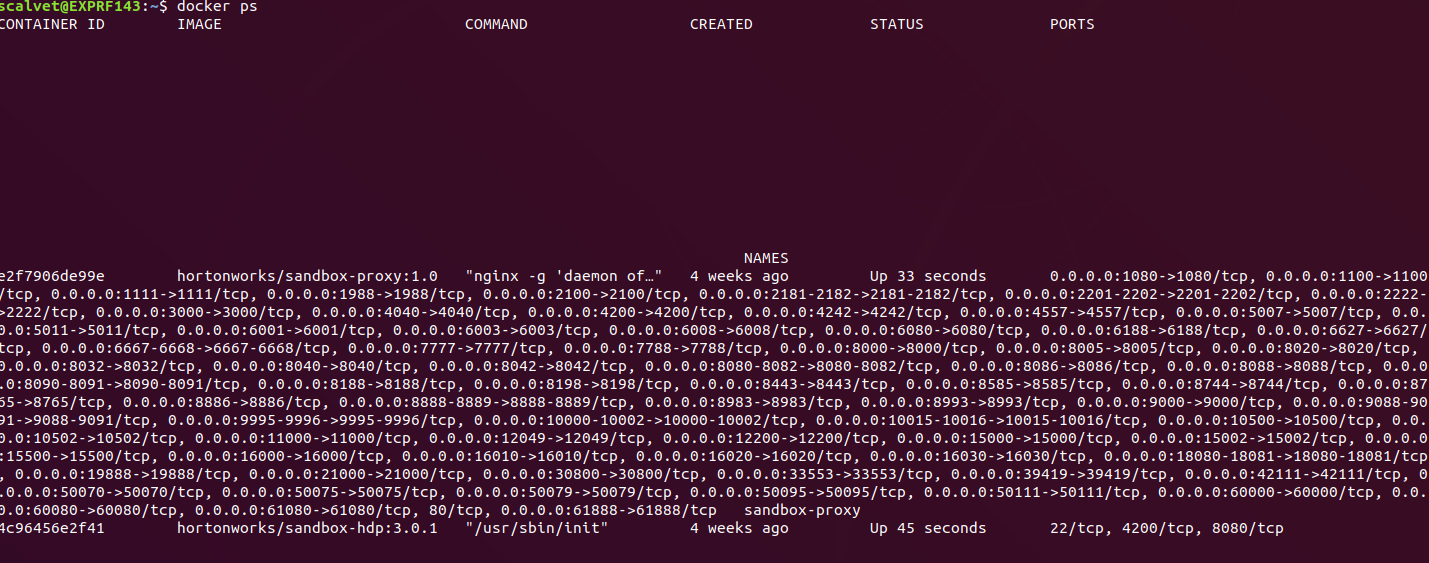 scalvet@EXPRF143:~$ docker ps
CONTAINER ID IMAGE COMMAND CREATED STATUS PORTS
NAMES
e2f7906de99e hortonworks/sandbox-proxy:1.0 "nginx -g 'daemon of…" 4 weeks ago Up 33 seconds 0.0.0.0:1080->1080/tcp, 0.0.0.0:1100->1100
/tcp, 0.0.0.0:1111->1111/tcp, 0.0.0.0:1988->1988/tcp, 0.0.0.0:2100->2100/tcp, 0.0.0.0:2181-2182->2181-2182/tcp, 0.0.0.0:2201-2202->2201-2202/tcp, 0.0.0.0:2222-
>2222/tcp, 0.0.0.0:3000->3000/tcp, 0.0.0.0:4040->4040/tcp, 0.0.0.0:4200->4200/tcp, 0.0.0.0:4242->4242/tcp, 0.0.0.0:4557->4557/tcp, 0.0.0.0:5007->5007/tcp, 0.0.
0.0:5011->5011/tcp, 0.0.0.0:6001->6001/tcp, 0.0.0.0:6003->6003/tcp, 0.0.0.0:6008->6008/tcp, 0.0.0.0:6080->6080/tcp, 0.0.0.0:6188->6188/tcp, 0.0.0.0:6627->6627/
tcp, 0.0.0.0:6667-6668->6667-6668/tcp, 0.0.0.0:7777->7777/tcp, 0.0.0.0:7788->7788/tcp, 0.0.0.0:8000->8000/tcp, 0.0.0.0:8005->8005/tcp, 0.0.0.0:8020->8020/tcp,
0.0.0.0:8032->8032/tcp, 0.0.0.0:8040->8040/tcp, 0.0.0.0:8042->8042/tcp, 0.0.0.0:8080-8082->8080-8082/tcp, 0.0.0.0:8086->8086/tcp, 0.0.0.0:8088->8088/tcp, 0.0.0
.0:8090-8091->8090-8091/tcp, 0.0.0.0:8188->8188/tcp, 0.0.0.0:8198->8198/tcp, 0.0.0.0:8443->8443/tcp, 0.0.0.0:8585->8585/tcp, 0.0.0.0:8744->8744/tcp, 0.0.0.0:87
65->8765/tcp, 0.0.0.0:8886->8886/tcp, 0.0.0.0:8888-8889->8888-8889/tcp, 0.0.0.0:8983->8983/tcp, 0.0.0.0:8993->8993/tcp, 0.0.0.0:9000->9000/tcp, 0.0.0.0:9088-90
91->9088-9091/tcp, 0.0.0.0:9995-9996->9995-9996/tcp, 0.0.0.0:10000-10002->10000-10002/tcp, 0.0.0.0:10015-10016->10015-10016/tcp, 0.0.0.0:10500->10500/tcp, 0.0.
0.0:10502->10502/tcp, 0.0.0.0:11000->11000/tcp, 0.0.0.0:12049->12049/tcp, 0.0.0.0:12200->12200/tcp, 0.0.0.0:15000->15000/tcp, 0.0.0.0:15002->15002/tcp, 0.0.0.0
:15500->15500/tcp, 0.0.0.0:16000->16000/tcp, 0.0.0.0:16010->16010/tcp, 0.0.0.0:16020->16020/tcp, 0.0.0.0:16030->16030/tcp, 0.0.0.0:18080-18081->18080-18081/tcp
, 0.0.0.0:19888->19888/tcp, 0.0.0.0:21000->21000/tcp, 0.0.0.0:30800->30800/tcp, 0.0.0.0:33553->33553/tcp, 0.0.0.0:39419->39419/tcp, 0.0.0.0:42111->42111/tcp, 0
.0.0.0:50070->50070/tcp, 0.0.0.0:50075->50075/tcp, 0.0.0.0:50079->50079/tcp, 0.0.0.0:50095->50095/tcp, 0.0.0.0:50111->50111/tcp, 0.0.0.0:60000->60000/tcp, 0.0.
0.0:60080->60080/tcp, 0.0.0.0:61080->61080/tcp, 80/tcp, 0.0.0.0:61888->61888/tcp sandbox-proxy
4c96456e2f41 hortonworks/sandbox-hdp:3.0.1 "/usr/sbin/init" 4 weeks ago Up 45 seconds 22/tcp, 4200/tcp, 8080/tcp